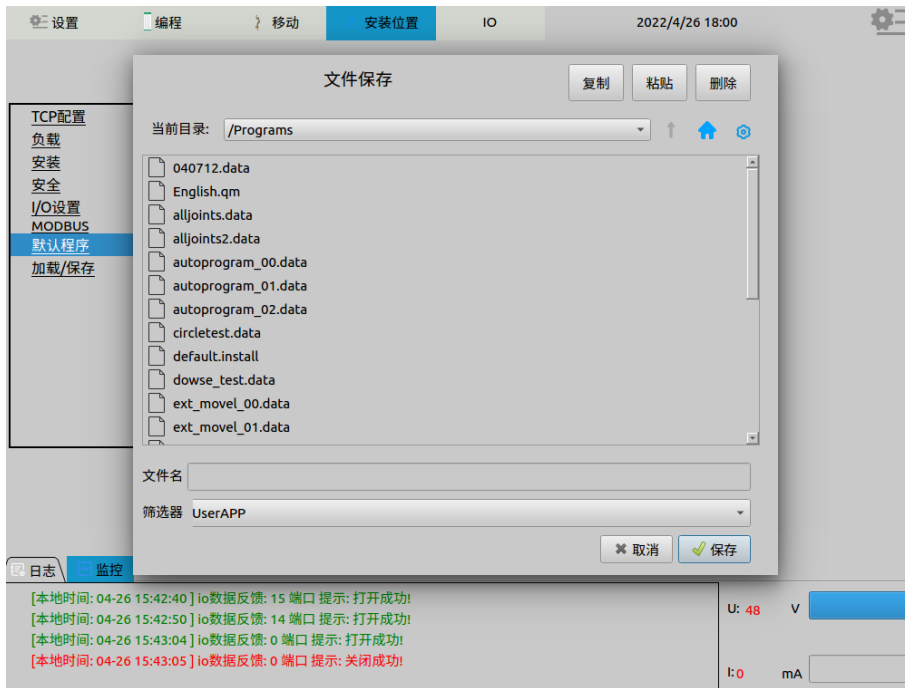 设置 编程 移动 安装位置 IO 2022/4/26 18:00
文件保存 复制 粘贴 删除
当前目录: /Programs
TCP配置
负载
安装
安全
I/O设置
MODBUS
默认程序
加载/保存
040712.data
English.qm
alljoints.data
alljoints2.data
autoprogram_00.data
autoprogram_01.data
autoprogram_02.data
circletest.data
default.install
dowse_test.data
ext_movel_00.data
ext_movel_01.data
文件名
筛选器 UserAPP
取消 保存
日志 监控
[本地时间: 04-26 15:42:40 ] io数据反馈: 15 端口 提示: 打开成功!
[本地时间: 04-26 15:42:50 ] io数据反馈: 14 端口 提示: 打开成功!
[本地时间: 04-26 15:43:04 ] io数据反馈: 0 端口 提示: 打开成功!
[本地时间: 04-26 15:43:05 ] io数据反馈: 0 端口 提示: 关闭成功!
U: 48 V
I: 0 mA